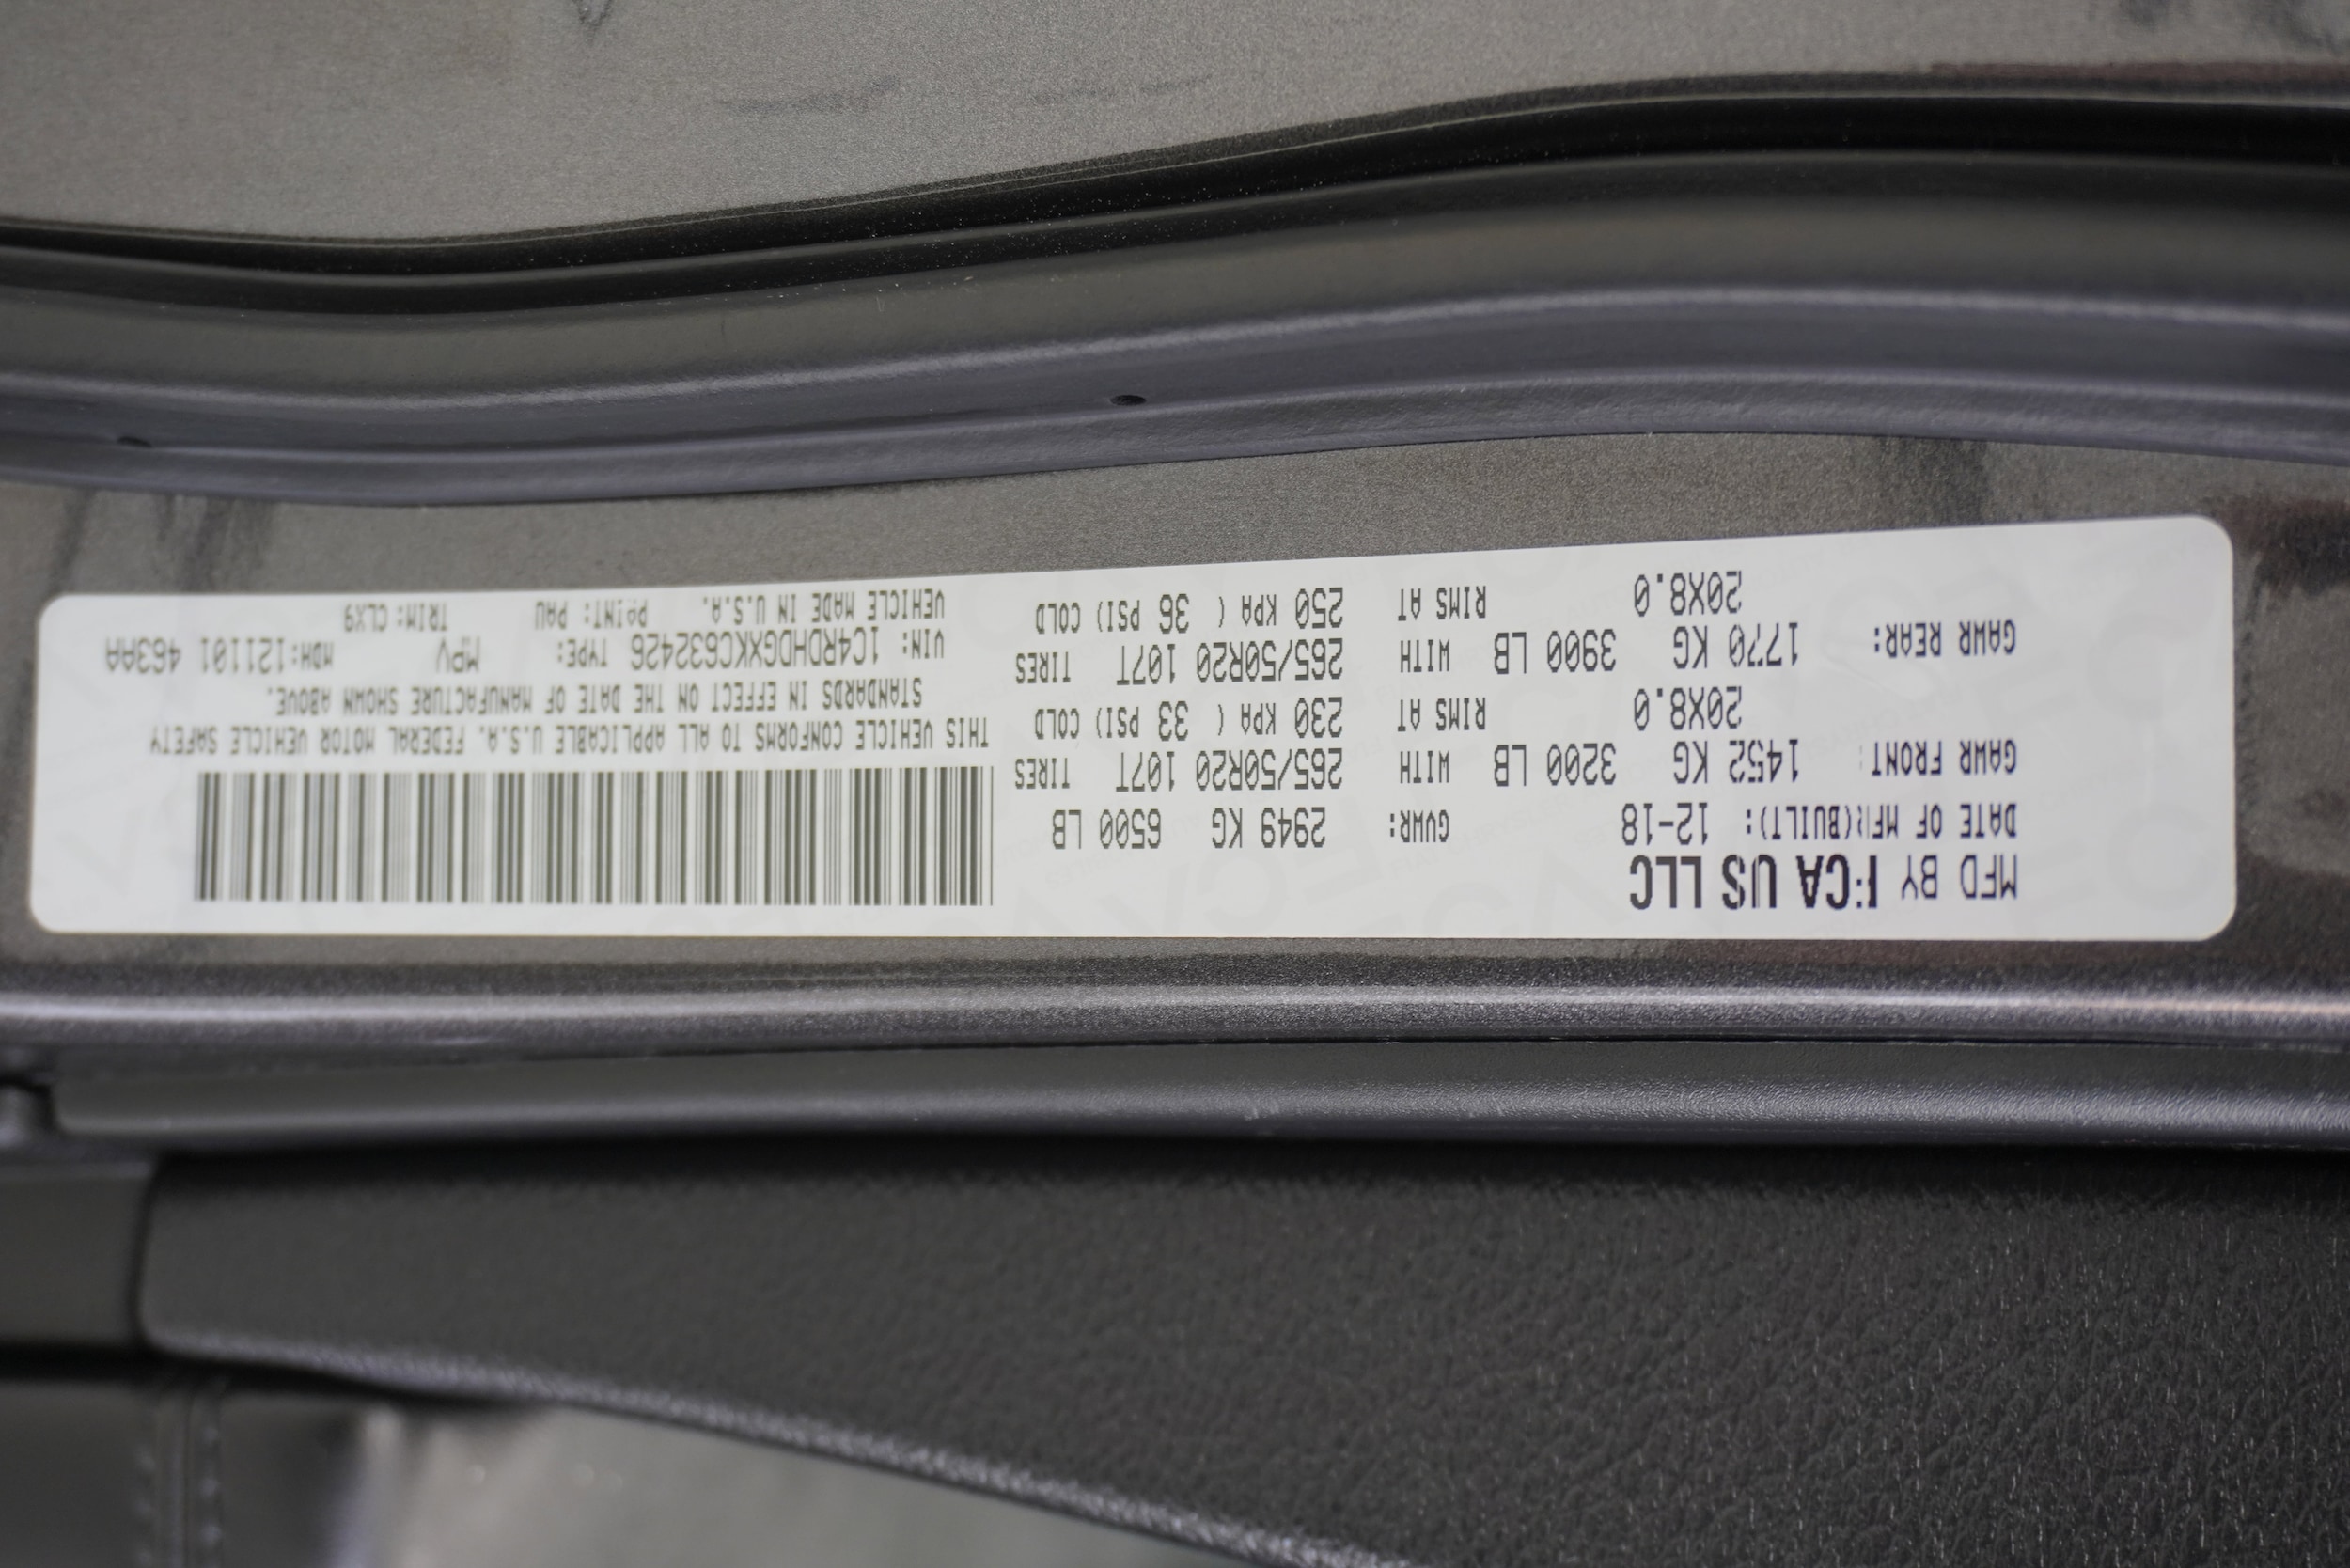 MFD BY FCA US LLC
DATE OF MFR(BUILT): 12-18 GVWR: 2949 KG 6500 LB
GAWR FRONT: 1452 KG 3200 LB WITH 265/50R20 107T TIRES
20X8.0 RIMS AT 230 KPA ( 33 PSI) COLD
GAWR REAR: 1770 KG 3900 LB WITH 265/50R20 107T TIRES
20X8.0 RIMS AT 250 KPA ( 36 PSI) COLD
THIS VEHICLE CONFORMS TO ALL APPLICABLE U.S.A. FEDERAL MOTOR VEHICLE SAFETY
STANDARDS IN EFFECT ON THE DATE OF MANUFACTURE SHOWN ABOVE.
VIN: 1C4RDHDGXKC632426 TYPE: MPV MDH:121101 463AA
VEHICLE MADE IN U.S.A. PAINT: PAU TRIM: CLX9